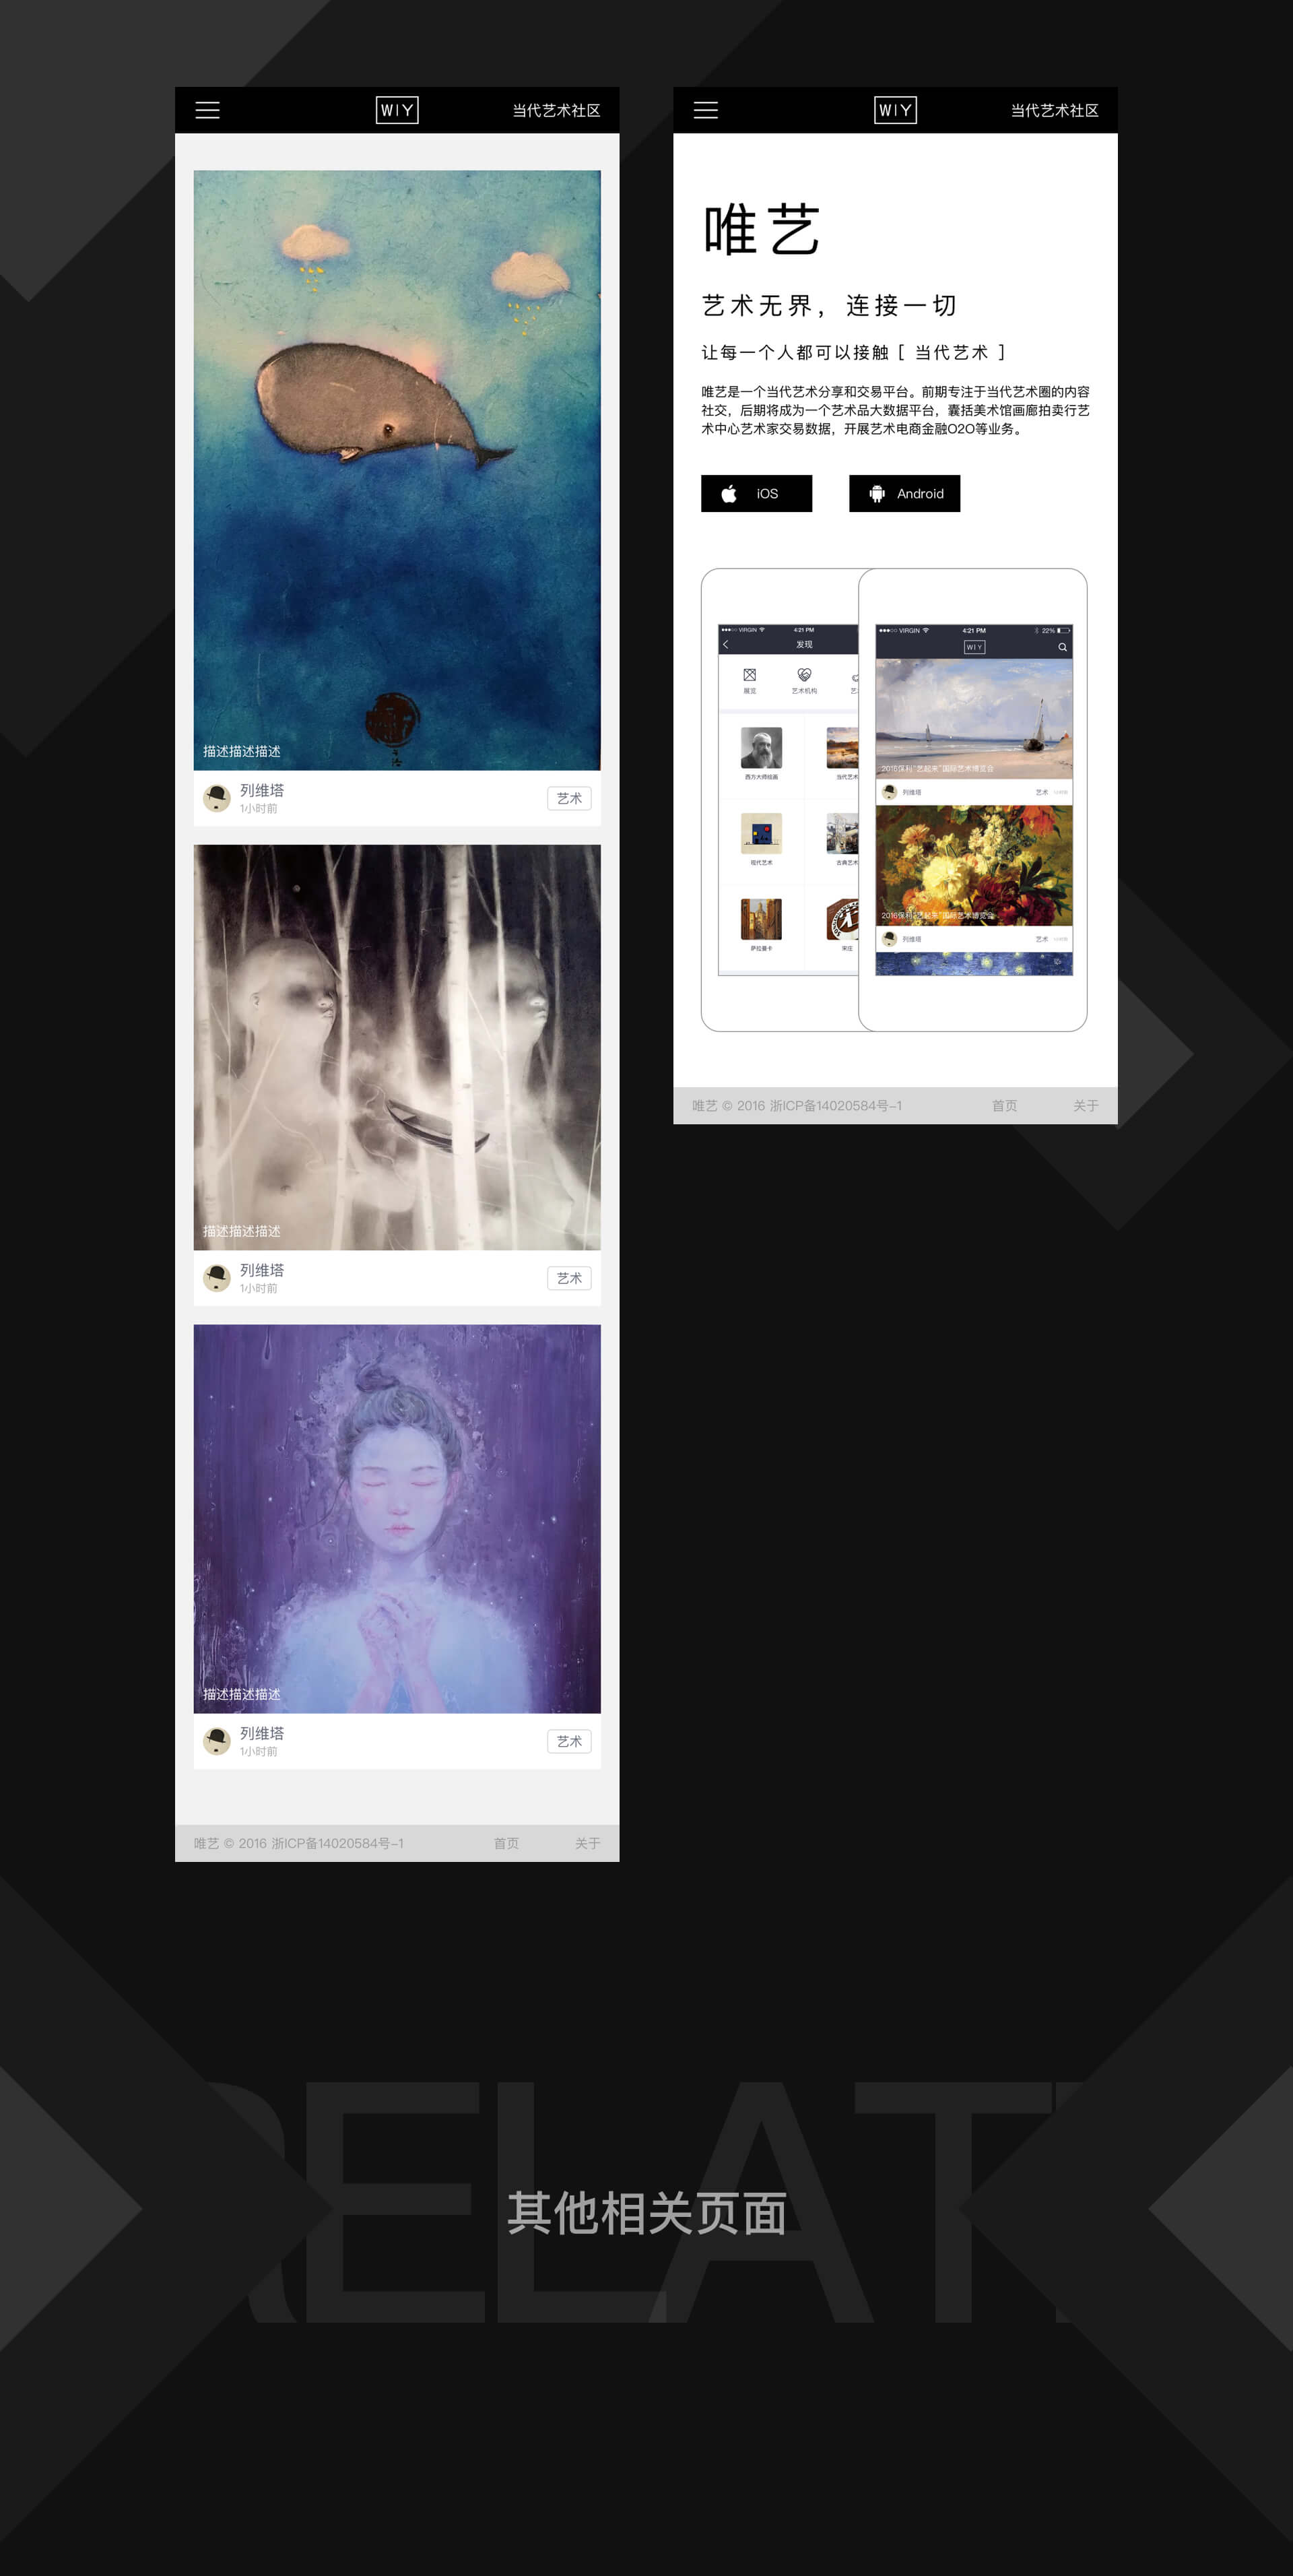 WIY
当代艺术社区
描述描述描述
列维塔
1小时前
艺术
描述描述描述
列维塔
1小时前
艺术
描述描述描述
列维塔
1小时前
艺术
唯艺 © 2016 浙ICP备14020584号-1
首页
关于
WIY
当代艺术社区
唯艺
艺术无界，连接一切
让每一个人都可以接触 [ 当代艺术 ]
唯艺是一个当代艺术分享和交易平台。前期专注于当代艺术圈的内容
社交，后期将成为一个艺术品大数据平台，囊括美术馆画廊拍卖行艺
术中心艺术家交易数据，开展艺术电商金融O2O等业务。
iOS
Android
VIRGIN
4:21 PM
发现
展览
艺术机构
艺
西方大师绘画
当代艺术
现代艺术
古典艺术
萨拉曼卡
宋庄
VIRGIN
4:21 PM
22%
WIY
2016保利“艺起来”国际艺术博览会
列维塔
艺术
2016保利“艺起来”国际艺术博览会
列维塔
艺术
唯艺 © 2016 浙ICP备14020584号-1
首页
关于
RELAT
其他相关页面